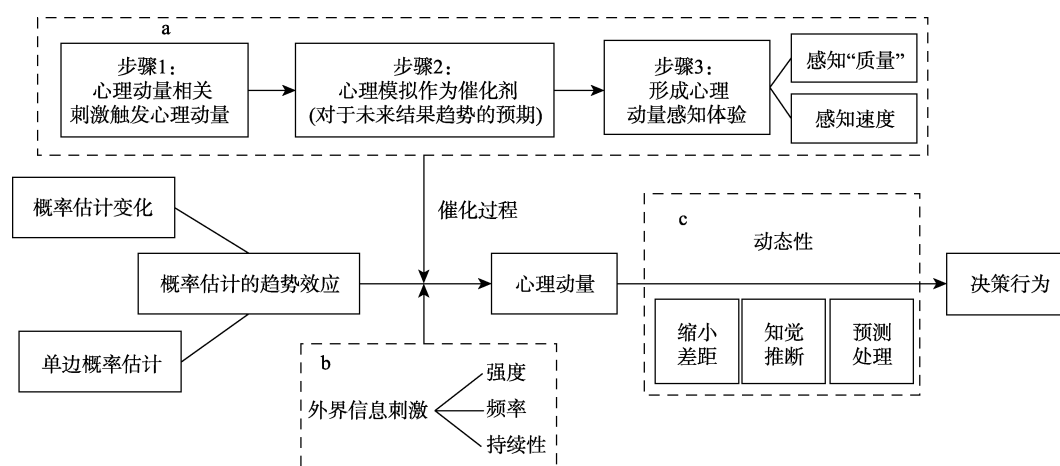 a
步骤1：
心理动量相关
刺激触发心理动量
步骤2：
心理模拟作为催化剂
(对于未来结果趋势的预期)
步骤3：
形成心理
动量感知体验
感知“质量”
感知速度
概率估计变化
催化过程
概率估计的趋势效应
单边概率估计
心理动量
c
动态性
缩小
差距
知觉
推断
预测
处理
决策行为
b
外界信息刺激
强度
频率
持续性